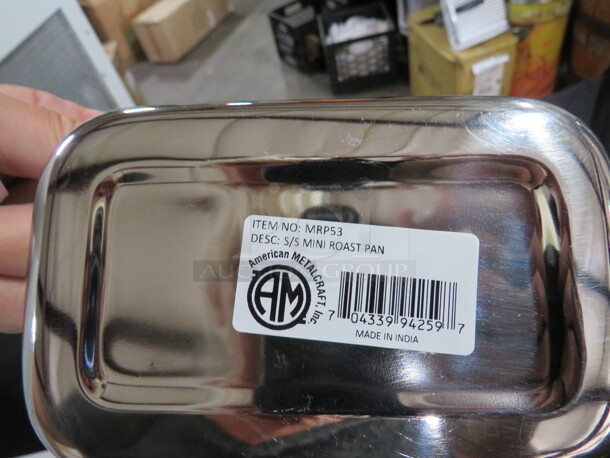 ITEM NO: MRP53
DESC: S/S MINI ROAST PAN
American METALCRAFT, Inc.
AM
7 04339 94259 7
MADE IN INDIA